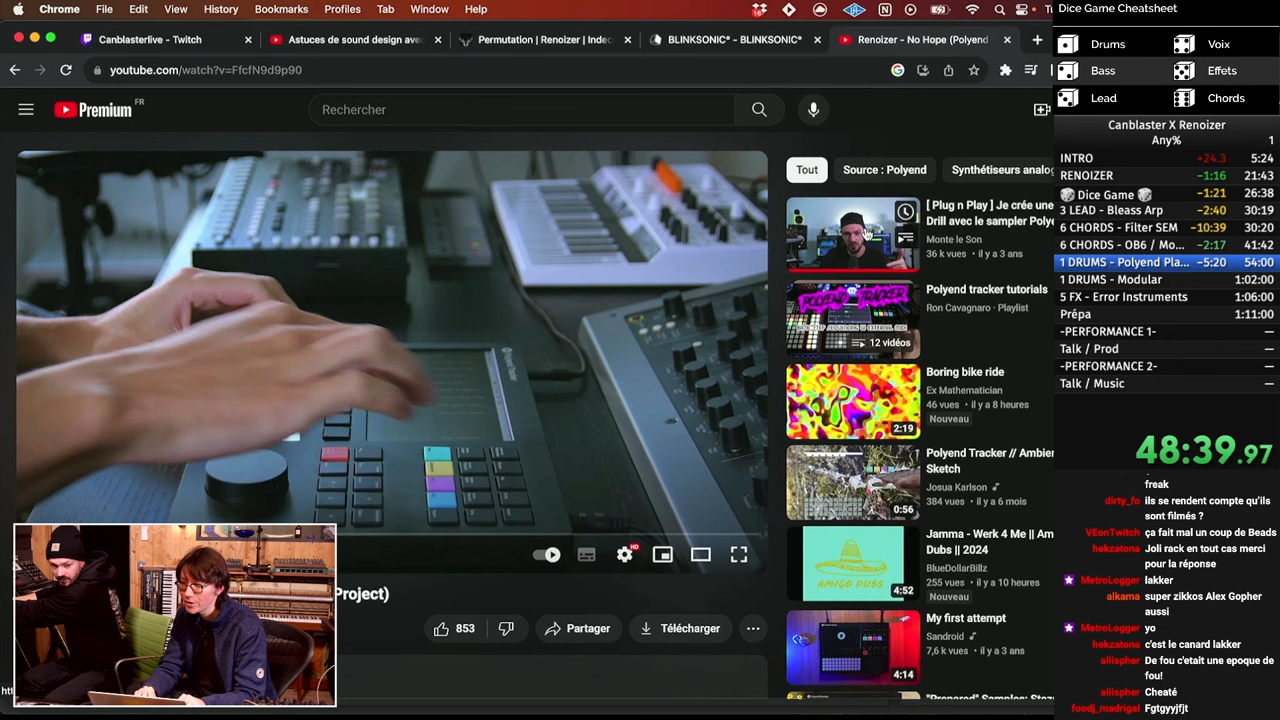 Chrome File Edit View History Bookmarks Profiles Tab Window Help
Dice Game Cheatsheet
Canblasterlive - Twitch
Astuces de sound design ave
Permutation | Renoizer | Indec
BLINKSONIC® - BLINKSONIC®
Renoizer - No Hope (Polyend
youtube.com/watch?v=FfcfN9d9p90
Drums Voix
Bass Effets
Lead Chords
Premium FR
Rechercher
Canblaster X Renoizer
Any% 1
INTRO +24.3 5:24
RENOIZER -1:16 21:43
Dice Game -1:21 26:38
3 LEAD - Bleass Arp -2:40 30:19
6 CHORDS - Filter SEM -10:39 30:20
6 CHORDS - OB6 / Mo... -2:17 41:42
1 DRUMS - Polyend Pla... -5:20 54:00
1 DRUMS - Modular 1:02:00
5 FX - Error Instruments 1:06:00
Prépa 1:11:00
-PERFORMANCE 1- —
Talk / Prod —
-PERFORMANCE 2- —
Talk / Music —
48:39.97
Tout
Source : Polyend
Synthétiseurs analog
[ Plug n Play ] Je crée une
Drill avec le sampler Polye
Monte le Son
36 k vues • il y a 3 ans
POLYEND TRACKER
12 vidéos
Polyend tracker tutorials
Ron Cavagnaro · Playlist
2:19
Boring bike ride
Ex Mathematician
46 vues • il y a 8 heures
Nouveau
0:56
Polyend Tracker // Ambien
Sketch
Josua Karlson
384 vues • il y a 6 mois
AMIGO DUBS
4:52
Jamma - Werk 4 Me || Am
Dubs || 2024
BlueDollarBillz
255 vues • il y a 10 heures
Nouveau
4:14
My first attempt
Sandroid
7,6 k vues • il y a 3 ans
"Prepared" Samples: Staz
HD
Project)
853
Partager
Télécharger
freak
dirty_fo ils se rendent compte qu'ils
sont filmés ?
VEonTwitch ça fait mal un coup de Beads
hekzatona Joli rack en tout cas merci
pour la réponse
MetroLogger lakker
alkama super zikkos Alex Gopher
aussi
MetroLogger yo
hekzatona c'est le canard lakker
aliispher De fou c'etait une epoque de
fou!
aliispher Cheaté
foodj_madrigal Fgtgyyjfjt